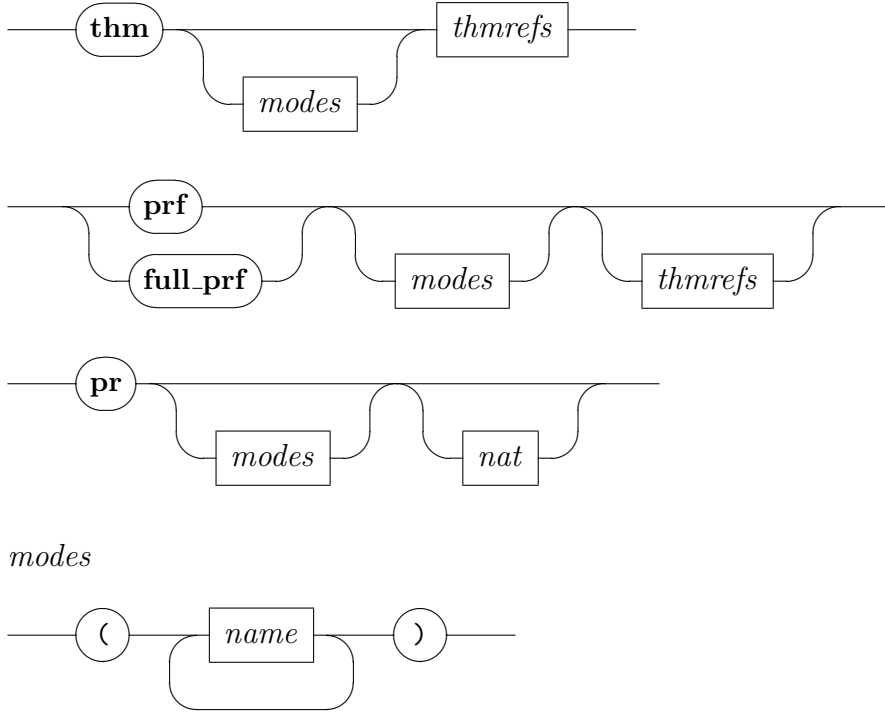 thm thmrefs
modes
prf
full_prf modes thmrefs
pr
modes nat
modes
( name )